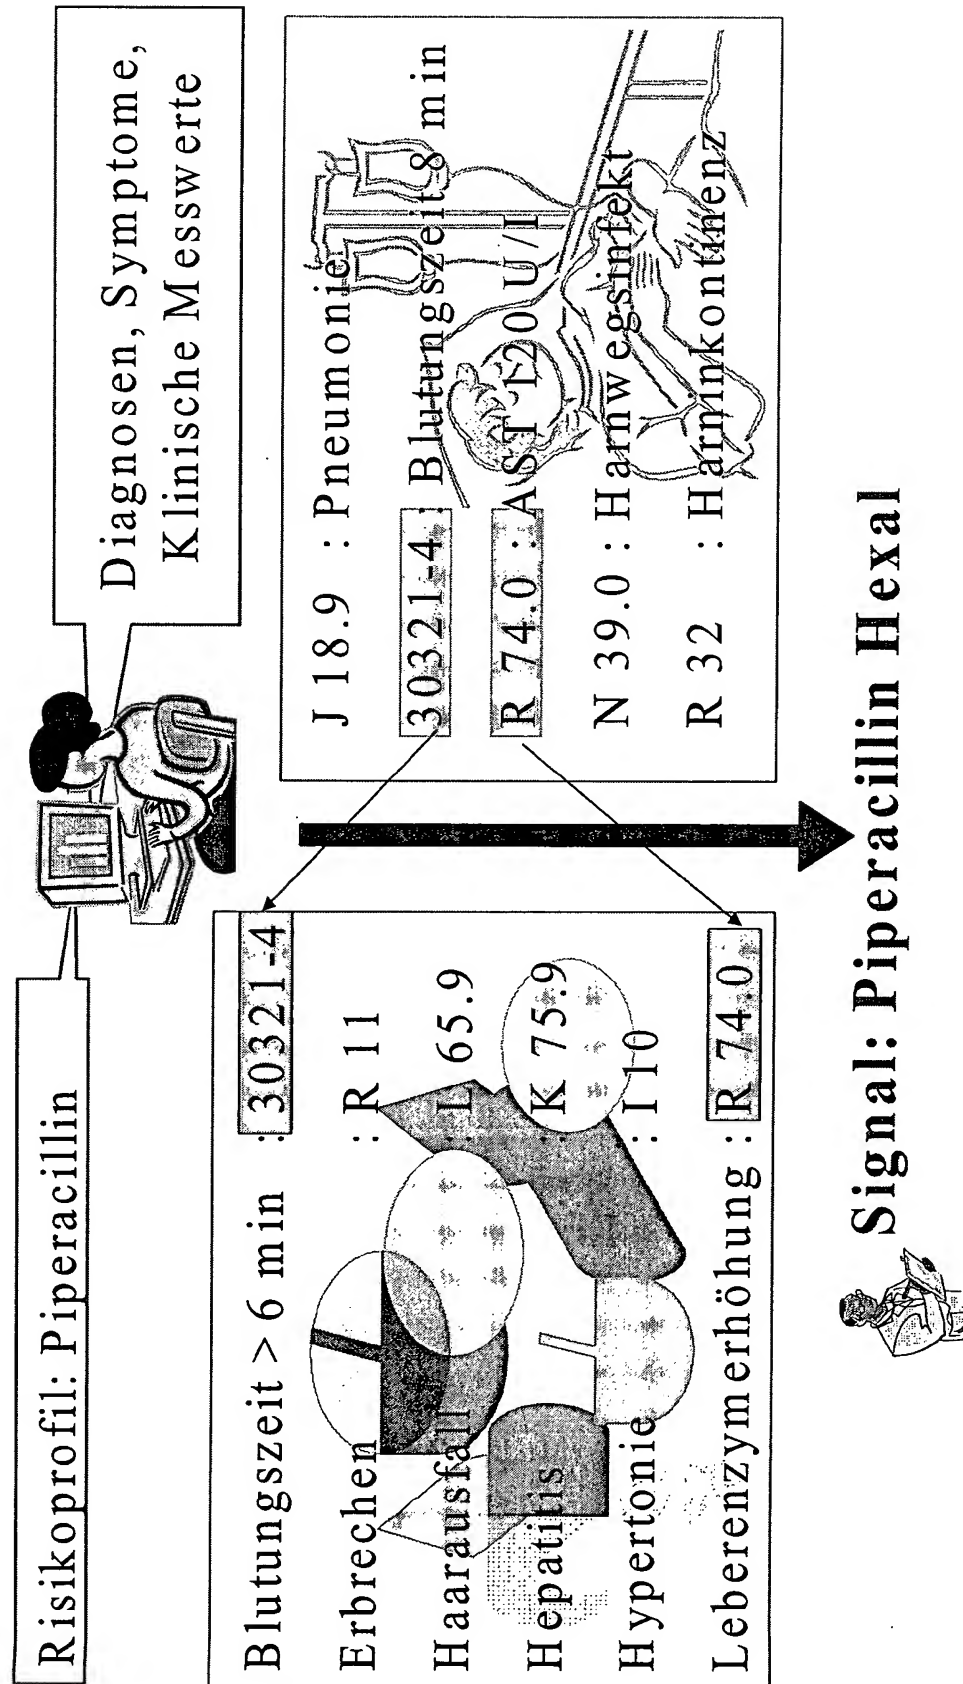 Risikoprofil: Piperacillin
Diagnosen, Symptome,
Klinische Messwerte
Blutungszeit > 6 min : 30321-4
Erbrechen : R 11
Haarausfall : L 65.9
Hepatitis : K 75.9
Hypertonie : I 10
Leberenzymerhöhung : R 74.0
J 18.9 : Pneumonie
30321-4 : Blutungszeit 8 min
R 74.0 : AST 120 U/I
N 39.0 : Harnwegsinfekt
R 32 : Harninkontinenz
Signal: Piperacillin Hexal